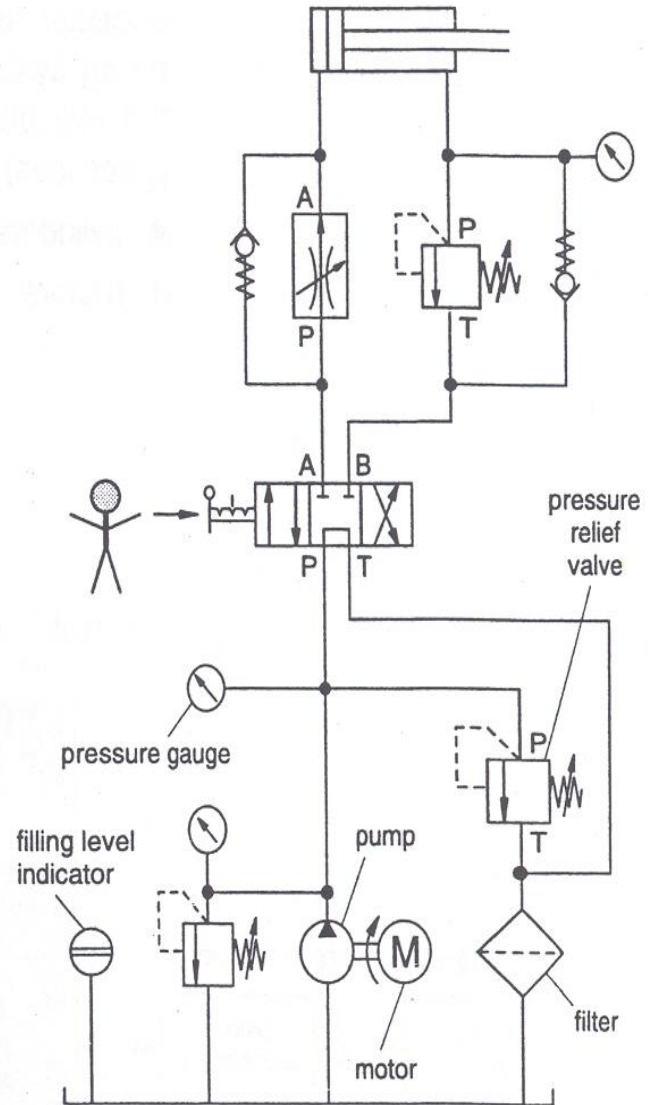 A
P
P
T
A B
P T
pressure
relief
valve
pressure gauge
P
T
filling level
indicator
pump
M
motor
filter